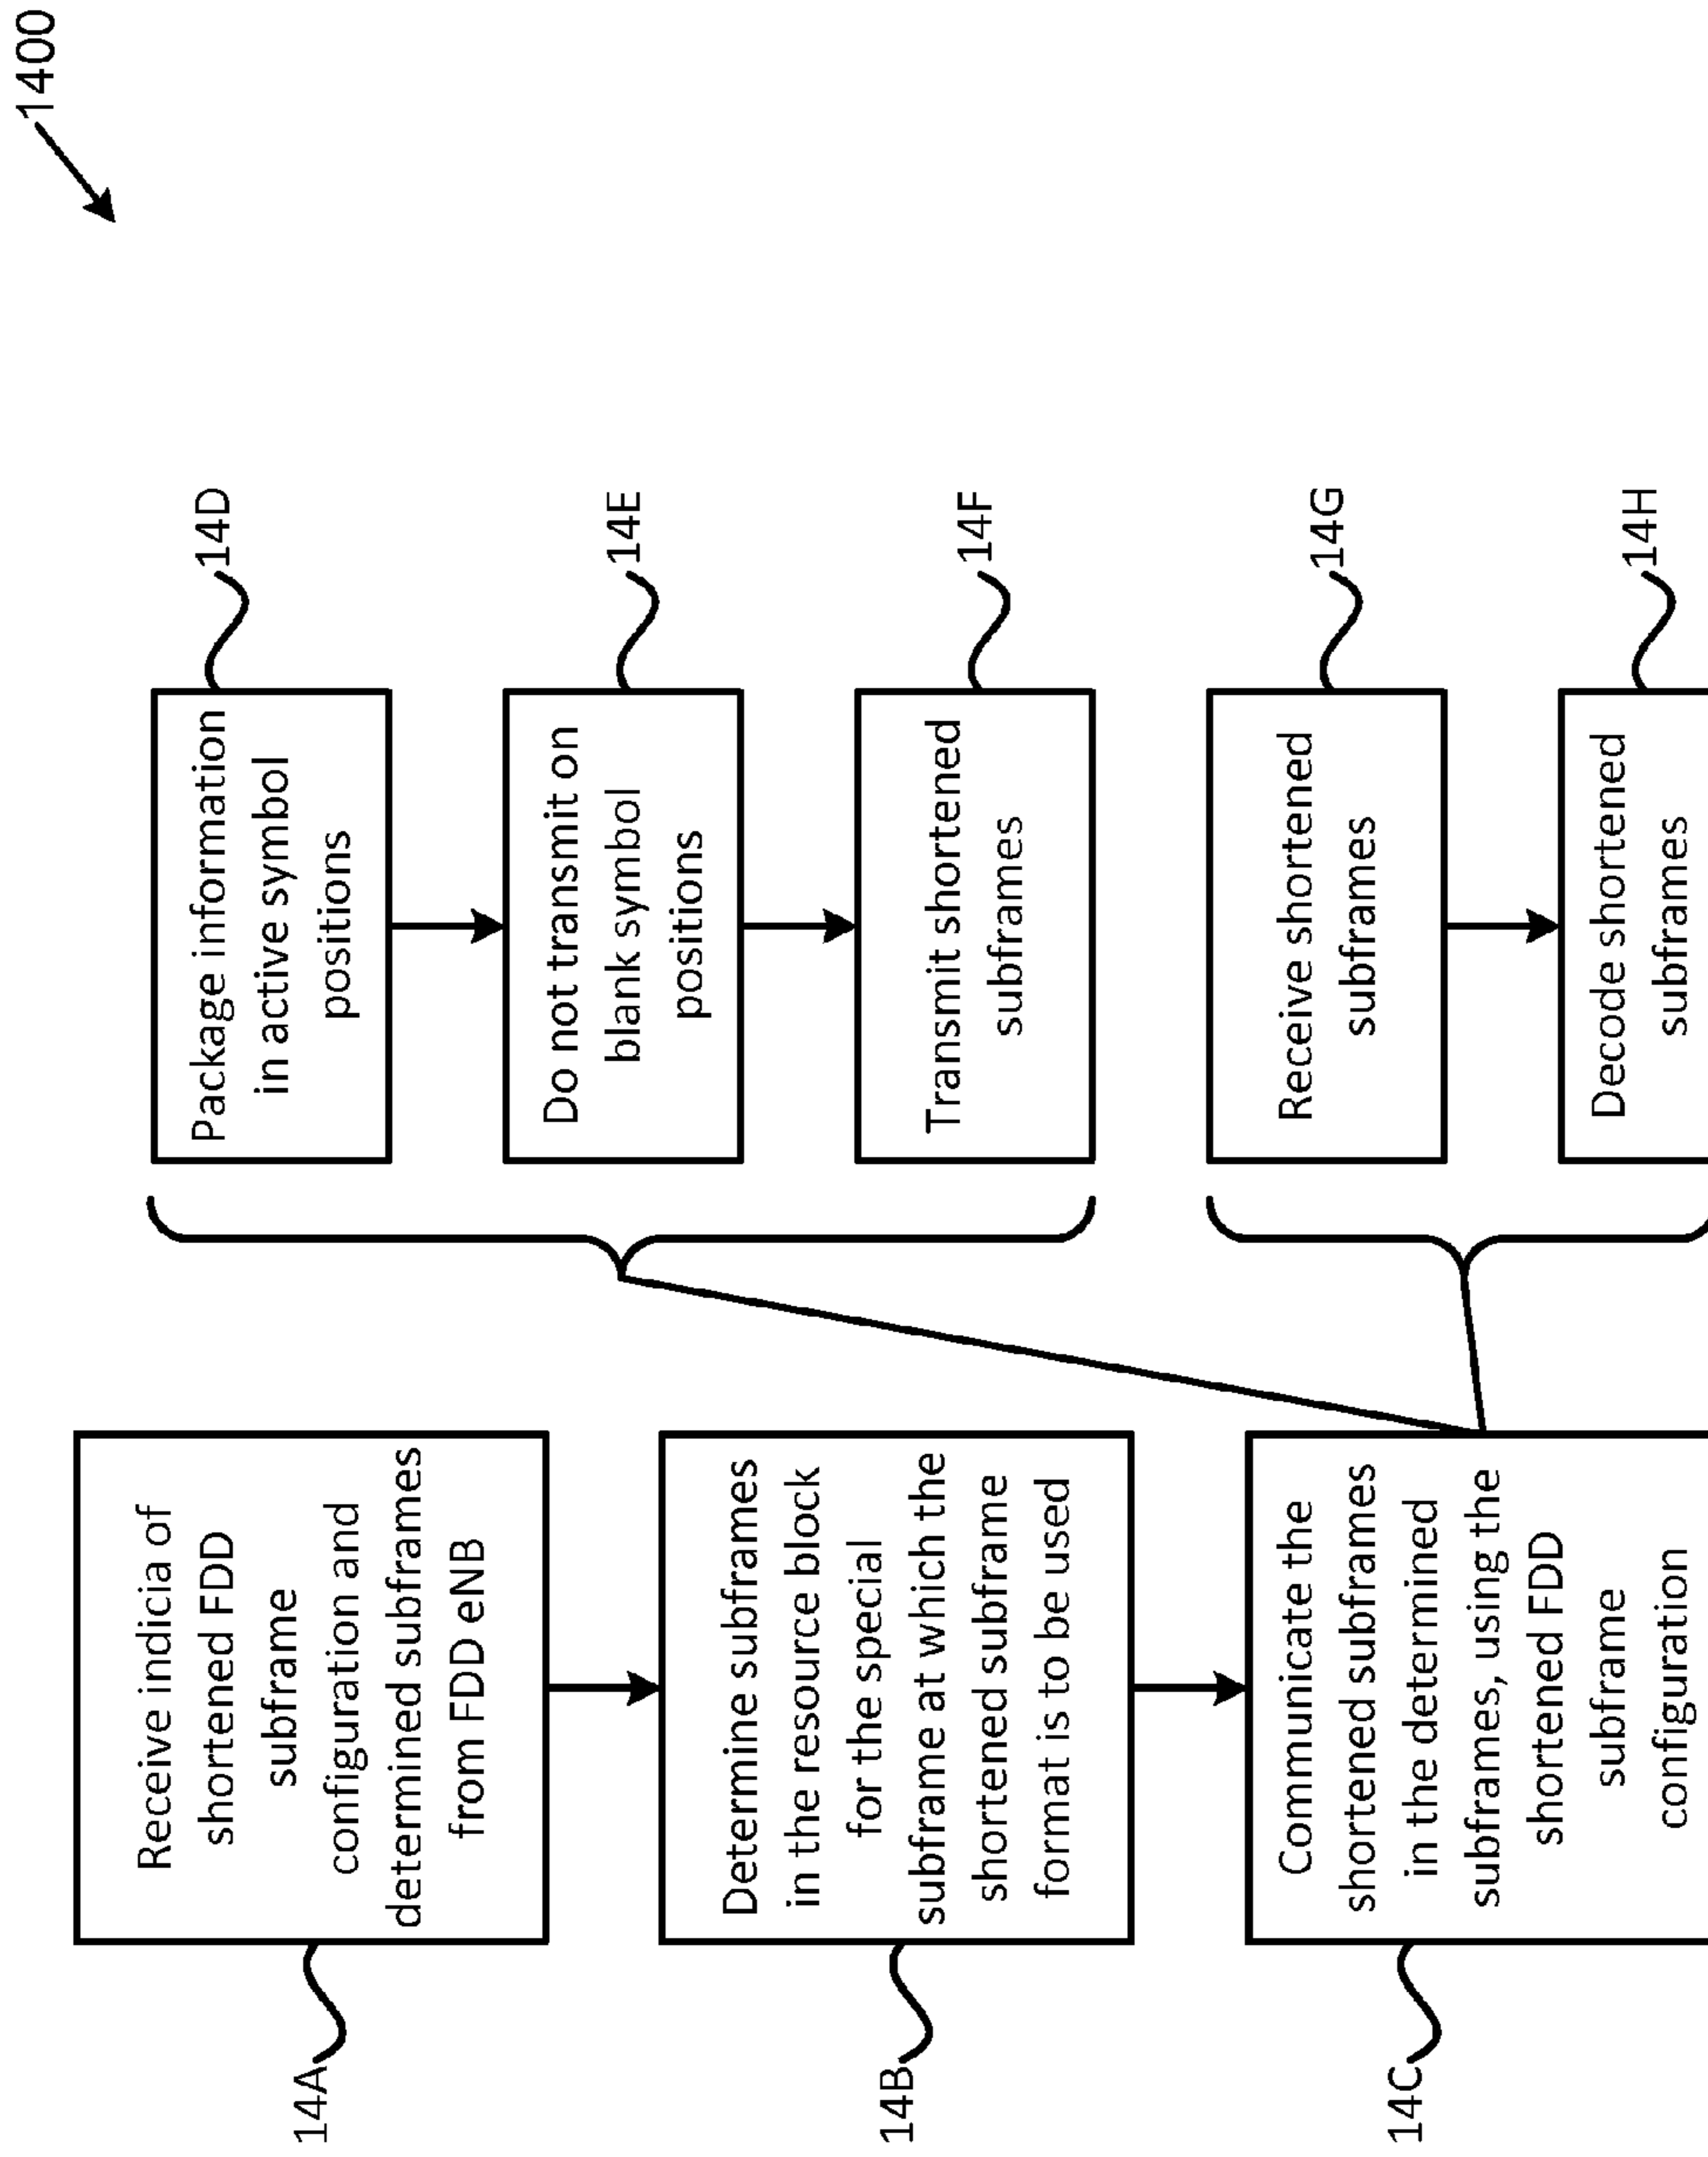 1400
14A
Receive indicia of
shortened FDD
subframe
configuration and
determined subframes
from FDD eNB
14B
Determine subframes
in the resource block
for the special
subframe at which the
shortened subframe
format is to be used
14C
Communicate the
shortened subframes
in the determined
subframes, using the
shortened FDD
subframe
configuration
Package information
in active symbol
positions
14D
Do not transmit on
blank symbol
positions
14E
Transmit shortened
subframes
14F
Receive shortened
subframes
14G
Decode shortened
subframes
14H